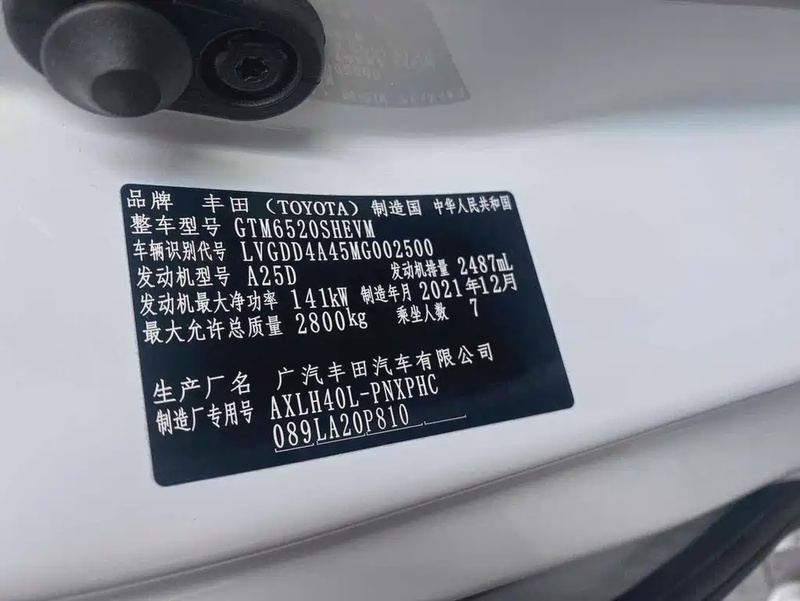 品牌 丰田（TOYOTA） 制造国 中华人民共和国
整车型号 GTM6520SHEVM
车辆识别代号 LVGDD4A45MG002500
发动机型号 A25D 发动机排量 2487mL
发动机最大净功率 141kW 制造年月 2021年12月
最大允许总质量 2800kg 乘坐人数 7
生产厂名 广汽丰田汽车有限公司
制造厂专用号 AXLH40L-PNXPHC
089LA20P810